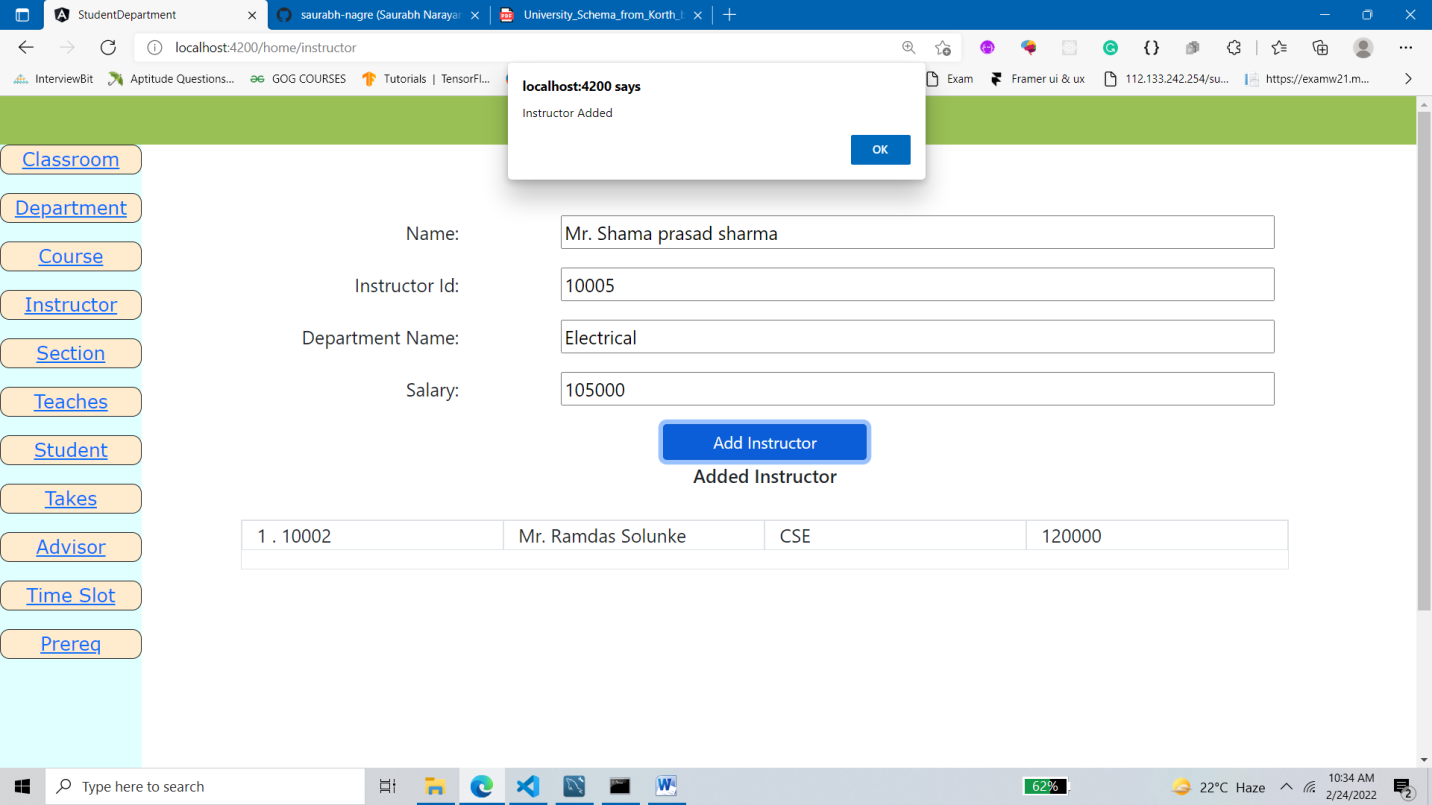 StudentDepartment
saurabh-nagre (Saurabh Narayan
University_Schema_from_Korth_
localhost:4200/home/instructor
InterviewBit
Aptitude Questions...
GOG COURSES
Tutorials | TensorFl...
Exam
Framer ui & ux
112.133.242.254/su...
https://examw21.m...
localhost:4200 says
Instructor Added
OK
Classroom
Department
Course
Instructor
Section
Teaches
Student
Takes
Advisor
Time Slot
Prereq
Name: Mr. Shama prasad sharma
Instructor Id: 10005
Department Name: Electrical
Salary: 105000
Add Instructor
Added Instructor
1 . 10002 Mr. Ramdas Solunke CSE 120000
Type here to search
62%
22°C Haze
10:34 AM
2/24/2022
2